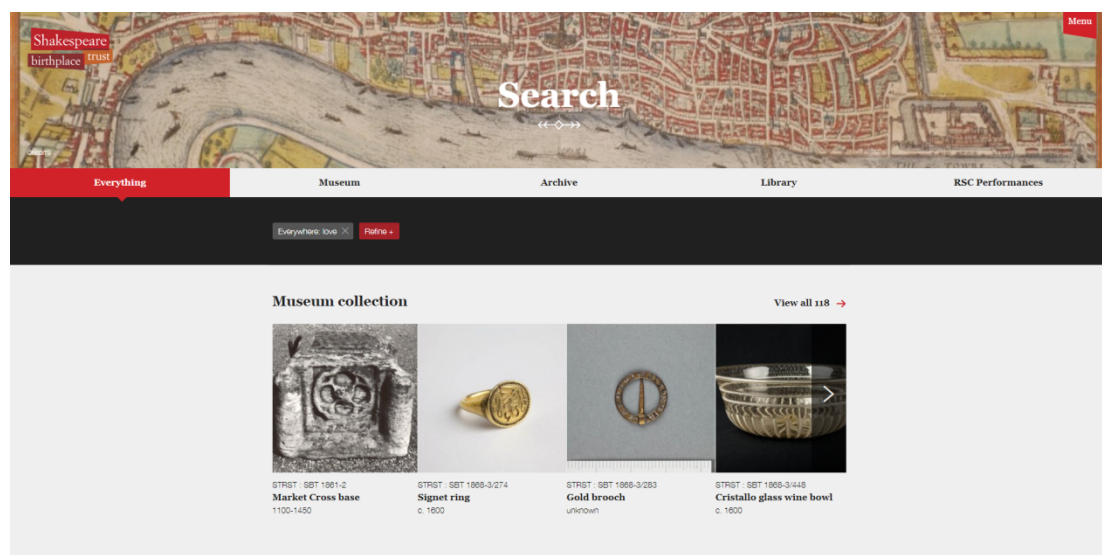 Menu
Shakespeare
birthplace trust
Search
Everything Museum Archive Library RSC Performances
Everywhere: love × Refine +
Museum collection View all 118 →
STRST : SBT 1861-2 STRST : SBT 1868-3/274 STRST : SBT 1868-3/283 STRST : SBT 1868-3/448
Market Cross base Signet ring Gold brooch Cristallo glass wine bowl
1100-1450 c. 1600 unknown c. 1600